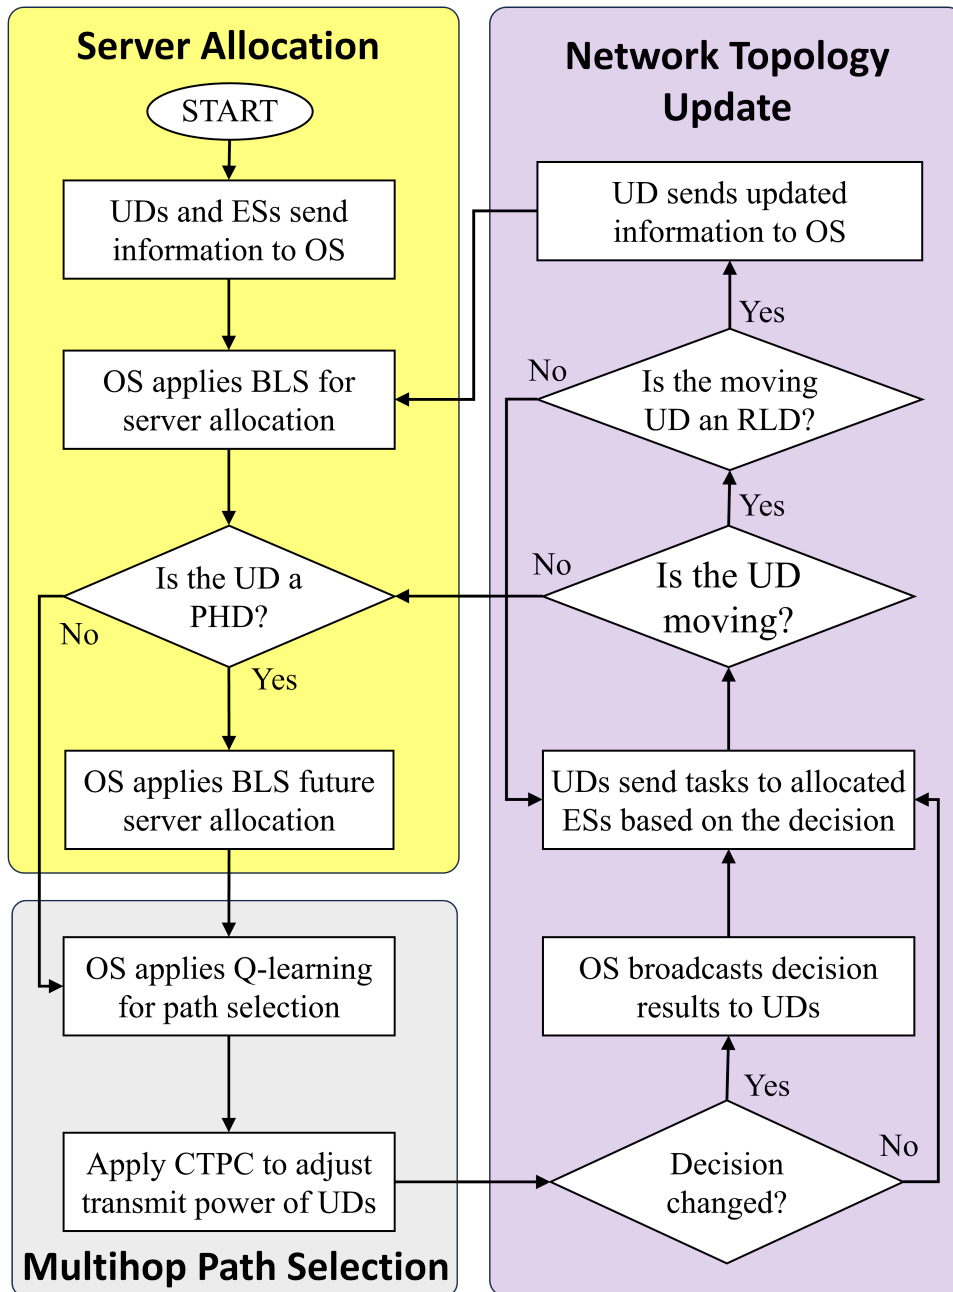 Server Allocation
START
UDs and ESs send
information to OS
OS applies BLS for
server allocation
Is the UD a
PHD?
No
Yes
OS applies BLS future
server allocation
OS applies Q-learning
for path selection
Apply CTPC to adjust
transmit power of UDs
Multihop Path Selection
Network Topology
Update
UD sends updated
information to OS
Yes
No
Is the moving
UD an RLD?
Yes
No
Is the UD
moving?
UDs send tasks to allocated
ESs based on the decision
OS broadcasts decision
results to UDs
Yes
No
Decision
changed?